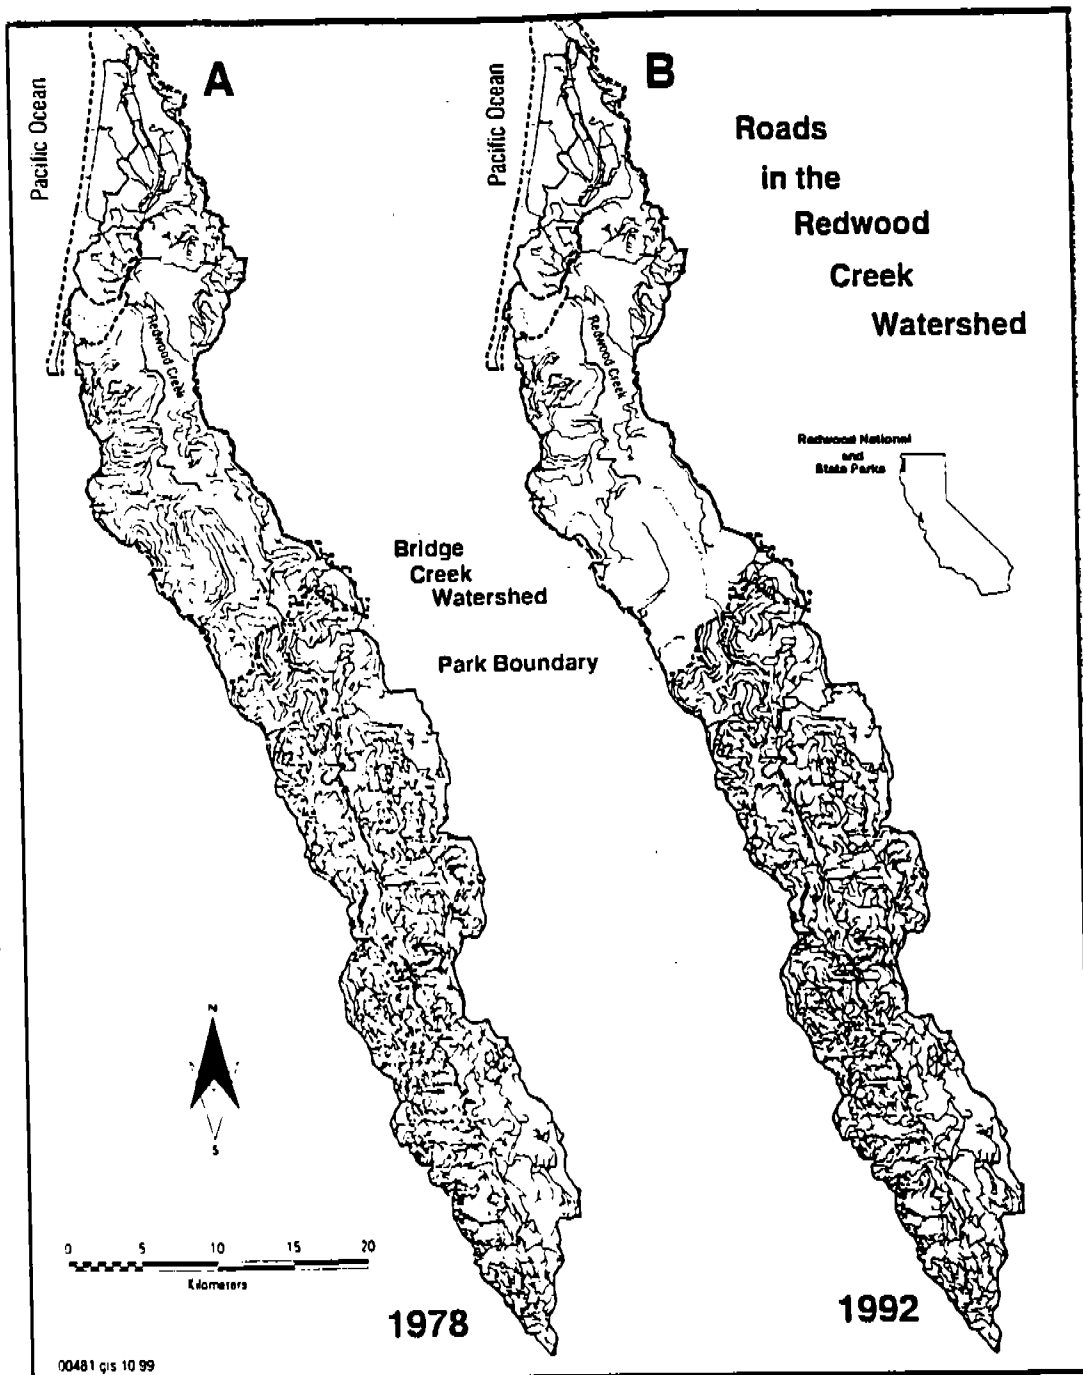 A
B
Pacific Ocean
Pacific Ocean
Roads
in the
Redwood
Creek
Watershed
Redwood Creek
Redwood Creek
Redwood National
and
State Parks
Bridge
Creek
Watershed
Park Boundary
N
S
0 5 10 15 20
Kilometers
1978
1992
00481 gis 10 99